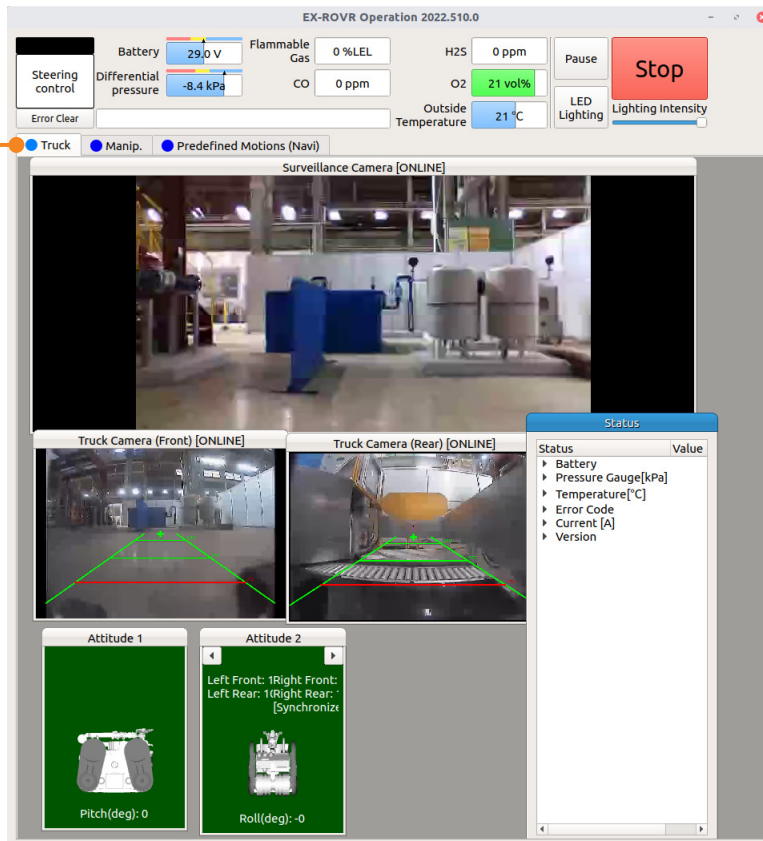 EX-ROVR Operation 2022.510.0
Steering control
Battery
29.0 V
Differential pressure
-8.4 kPa
Flammable Gas
0 %LEL
CO
0 ppm
H2S
0 ppm
O2
21 vol%
Outside Temperature
21 °C
Pause
LED Lighting
Stop
Lighting Intensity
Error Clear
Truck
Manip.
Predefined Motions (Navi)
Surveillance Camera [ONLINE]
Truck Camera (Front) [ONLINE]
Truck Camera (Rear) [ONLINE]
Status
Status Value
Battery
Pressure Gauge[kPa]
Temperature[°C]
Error Code
Current [A]
Version
Attitude 1
Pitch(deg): 0
Attitude 2
Left Front: 1Right Front:
Left Rear: 1(Right Rear:
[Synchronize
Roll(deg): -0